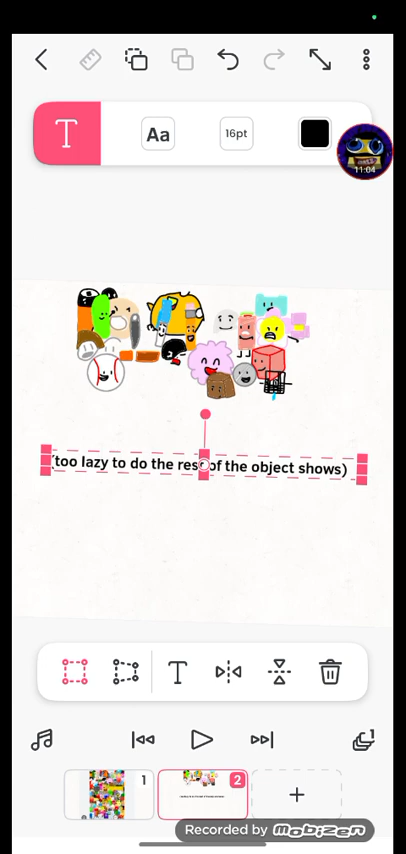 T
Aa
16pt
11:04
(too lazy to do the rest of the object shows)
T
1
1
2
Recorded by mobizen